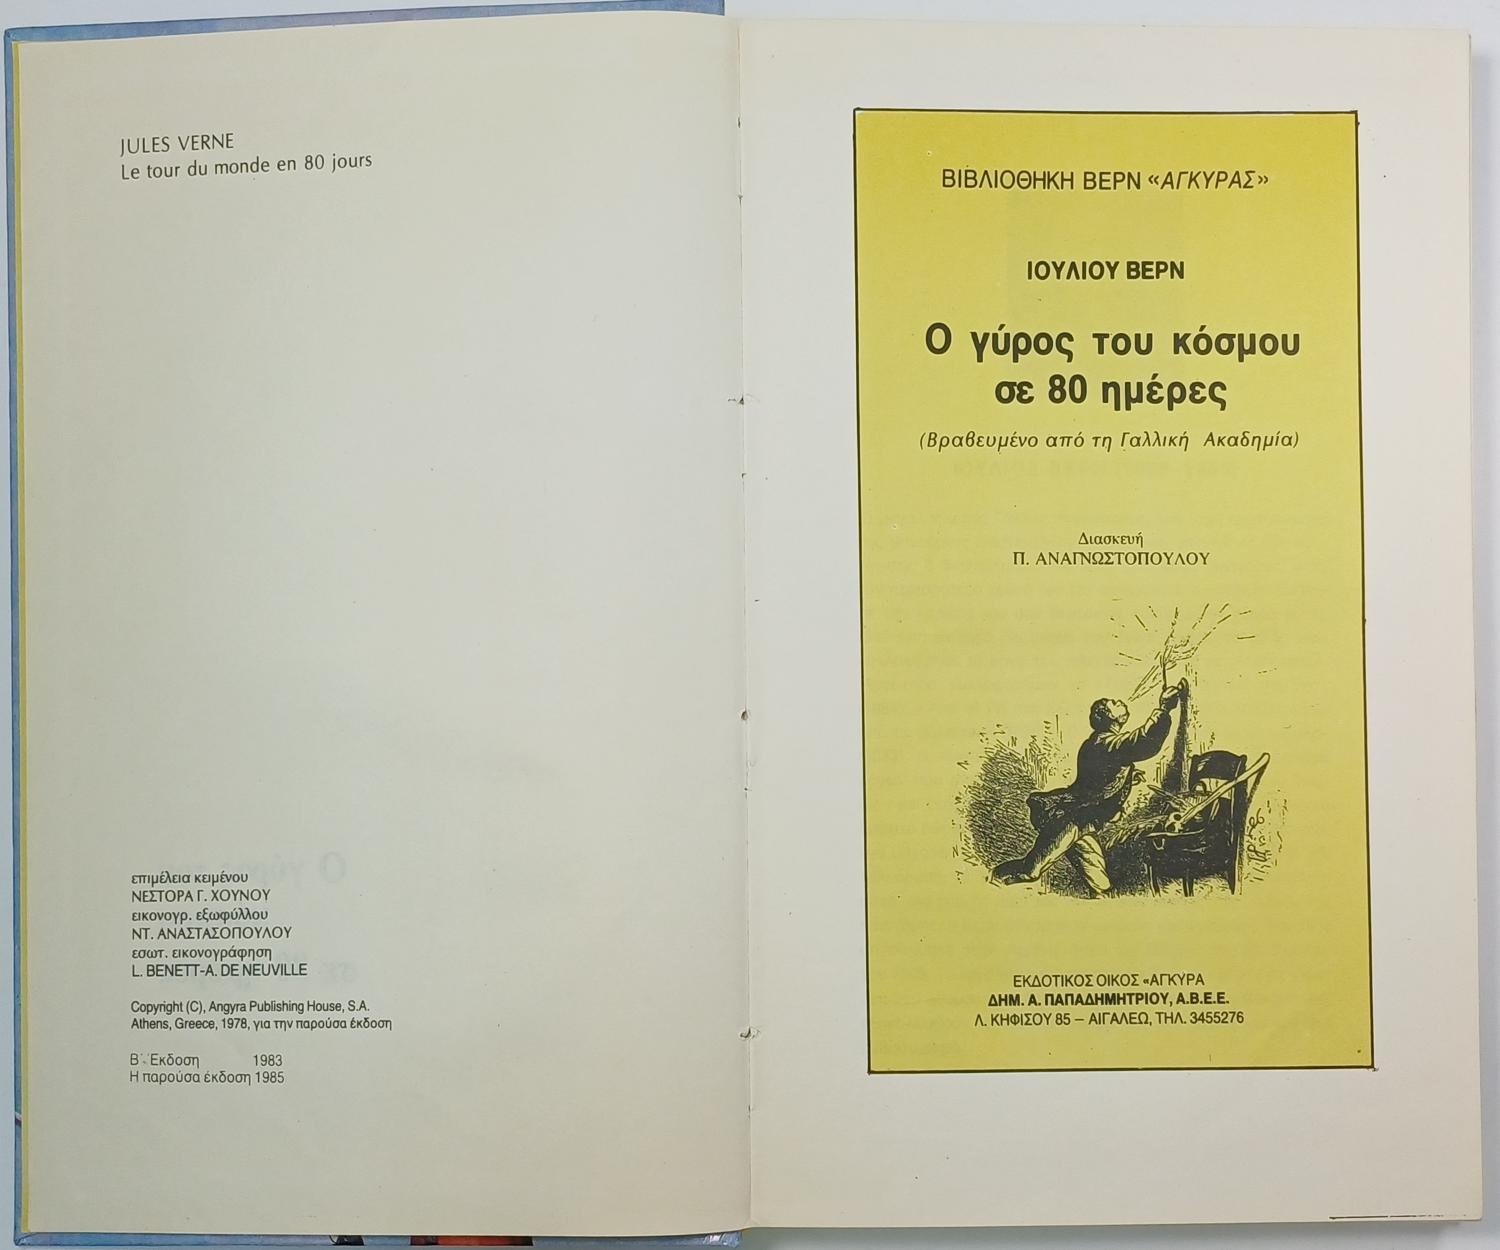 JULES VERNE
Le tour du monde en 80 jours
επιμέλεια κειμένου
ΝΕΣΤΟΡΑ Γ. ΧΟΥΝΟΥ
εικονογρ. εξωφύλλου
ΝΤ. ΑΝΑΣΤΑΣΟΠΟΥΛΟΥ
εσωτ. εικονογράφηση
L. BENETT-A. DE NEUVILLE
Copyright (C), Angyra Publishing House, S.A.
Athens, Greece, 1978, για την παρούσα έκδοση
Β΄ Έκδοση 1983
Η παρούσα έκδοση 1985
ΒΙΒΛΙΟΘΗΚΗ ΒΕΡΝ «ΑΓΚΥΡΑΣ»
ΙΟΥΛΙΟΥ ΒΕΡΝ
Ο γύρος του κόσμου
σε 80 ημέρες
(Βραβευμένο από τη Γαλλική Ακαδημία)
Διασκευή
Π. ΑΝΑΓΝΩΣΤΟΠΟΥΛΟΥ
ΕΚΔΟΤΙΚΟΣ ΟΙΚΟΣ «ΑΓΚΥΡΑ
ΔΗΜ. Α. ΠΑΠΑΔΗΜΗΤΡΙΟΥ, Α.Β.Ε.Ε.
Λ. ΚΗΦΙΣΟΥ 85 – ΑΙΓΑΛΕΩ, ΤΗΛ. 3455276